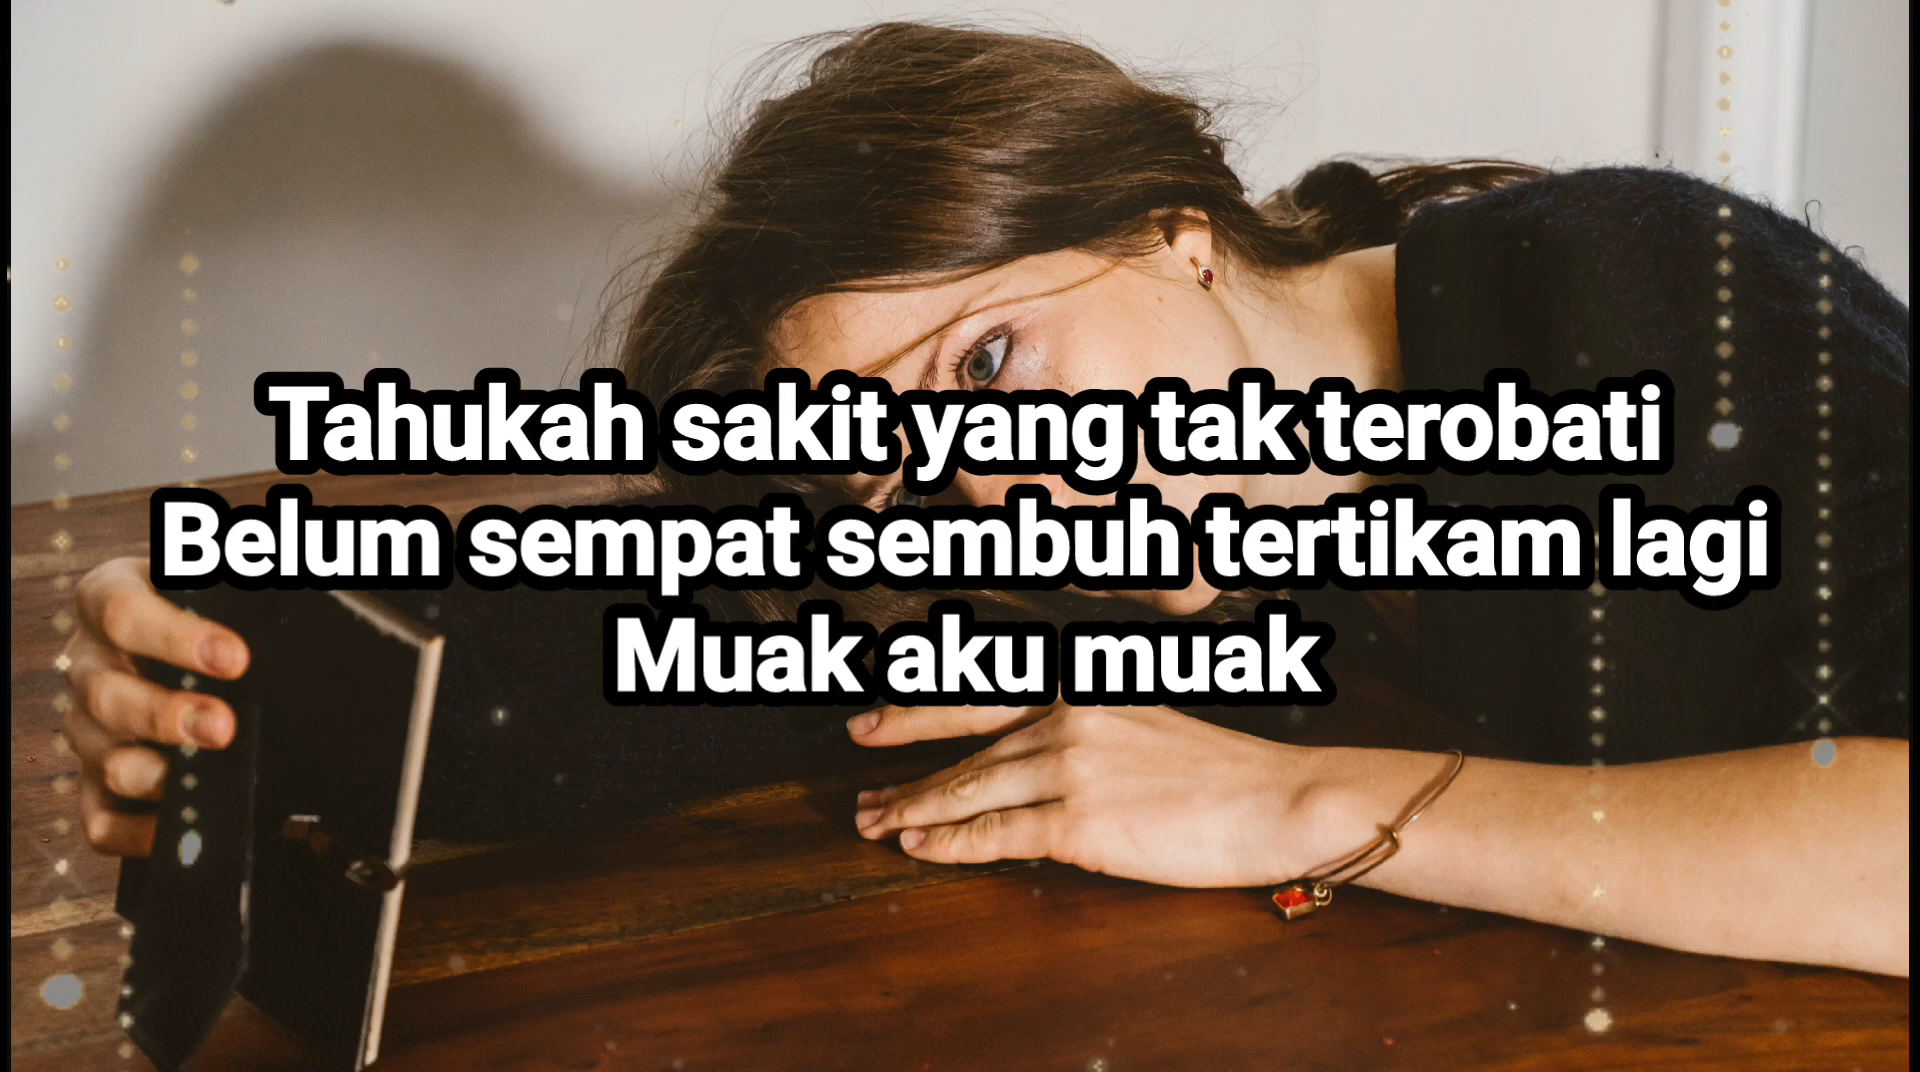 Tahukah sakit yang tak terobati
Belum sempat sembuh tertikam lagi
Muak aku muak